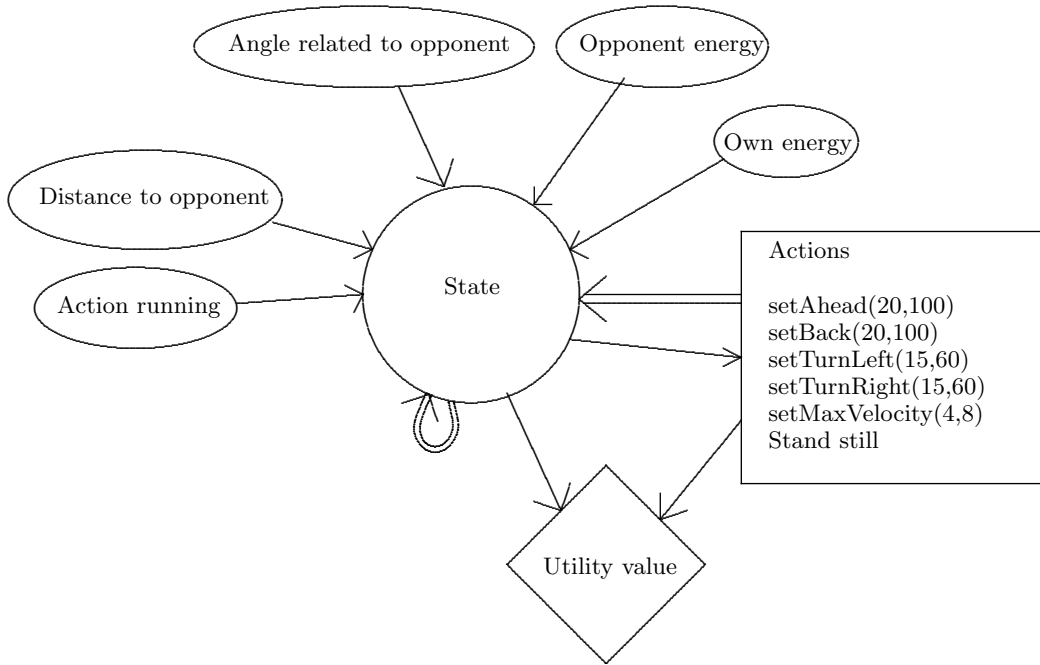 Angle related to opponent
Opponent energy
Own energy
Distance to opponent
Action running
State
Actions
setAhead(20,100)
setBack(20,100)
setTurnLeft(15,60)
setTurnRight(15,60)
setMaxVelocity(4,8)
Stand still
Utility value